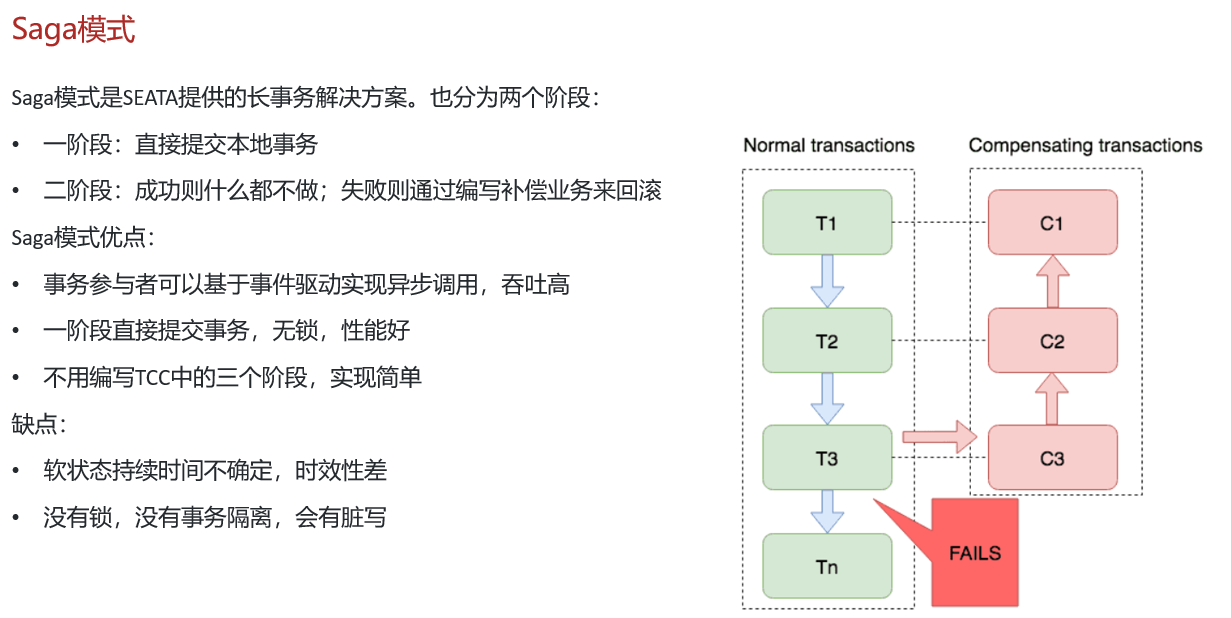 Saga模式
Saga模式是SEATA提供的长事务解决方案。也分为两个阶段：
• 一阶段：直接提交本地事务
• 二阶段：成功则什么都不做；失败则通过编写补偿业务来回滚
Saga模式优点：
• 事务参与者可以基于事件驱动实现异步调用，吞吐高
• 一阶段直接提交事务，无锁，性能好
• 不用编写TCC中的三个阶段，实现简单
缺点：
• 软状态持续时间不确定，时效性差
• 没有锁，没有事务隔离，会有脏写
Normal transactions
Compensating transactions
T1
C1
T2
C2
T3
C3
FAILS
Tn